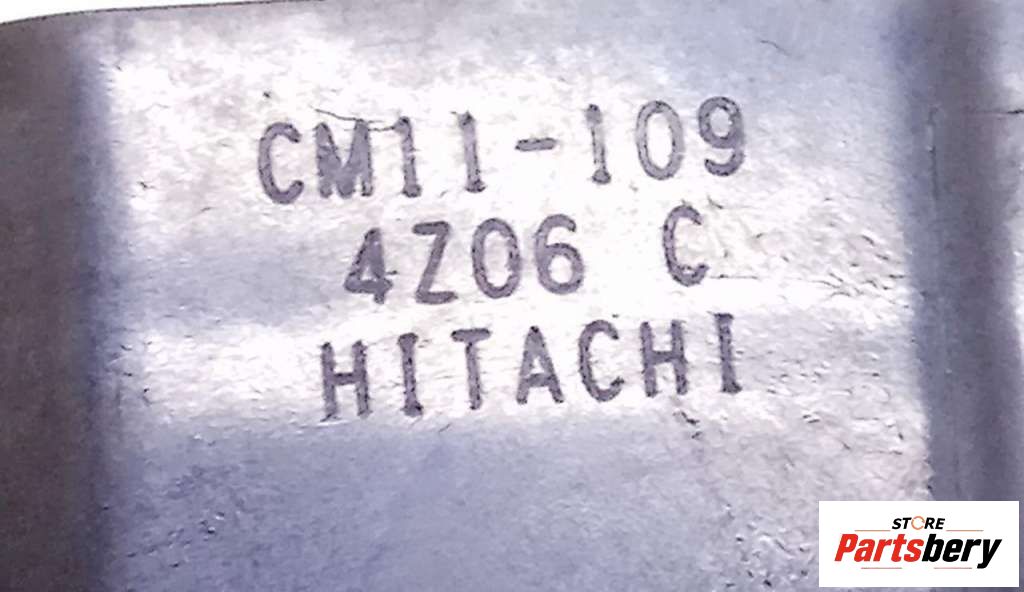 CM11-109
4Z06 C
HITACHI
STORE
Partsbery